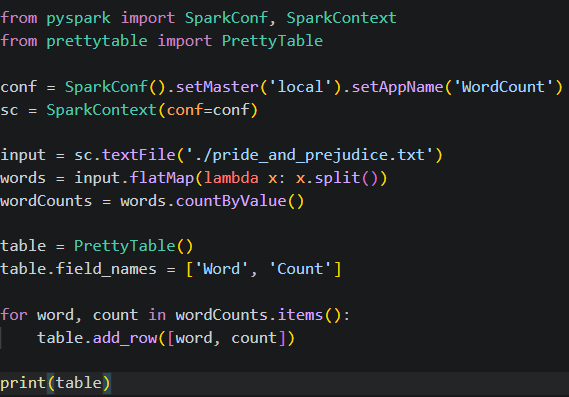 from pyspark import SparkConf, SparkContext
from prettytable import PrettyTable
conf = SparkConf().setMaster('local').setAppName('WordCount')
sc = SparkContext(conf=conf)
input = sc.textFile('./pride_and_prejudice.txt')
words = input.flatMap(lambda x: x.split())
wordCounts = words.countByValue()
table = PrettyTable()
table.field_names = ['Word', 'Count']
for word, count in wordCounts.items():
    table.add_row([word, count])
print(table)